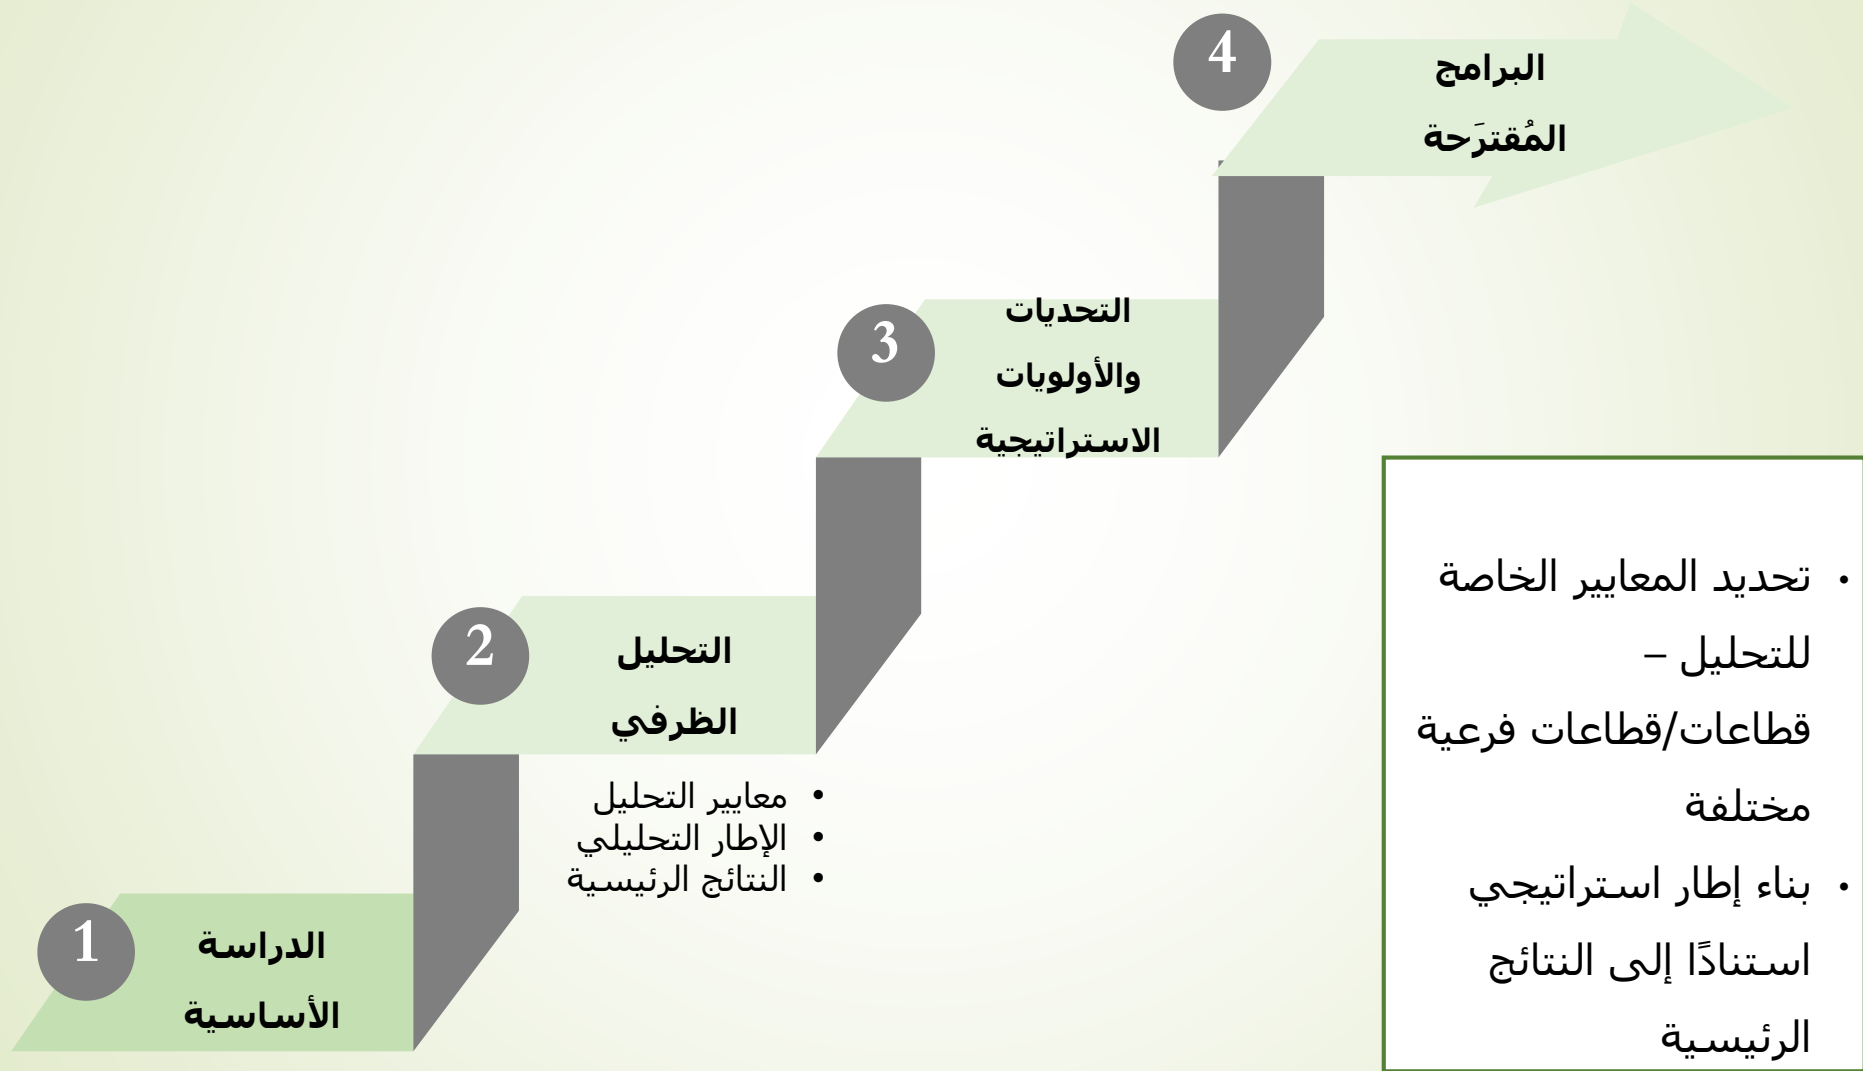 4
البرامج
المُقترَحة
3
التحديات
والأولويات
الاستراتيجية
2
التحليل
الظرفي
• معايير التحليل
• الإطار التحليلي
• النتائج الرئيسية
1
الدراسة
الأساسية
• تحديد المعايير الخاصة
للتحليل –
قطاعات/قطاعات فرعية
مختلفة
• بناء إطار استراتيجي
استنادًا إلى النتائج
الرئيسية